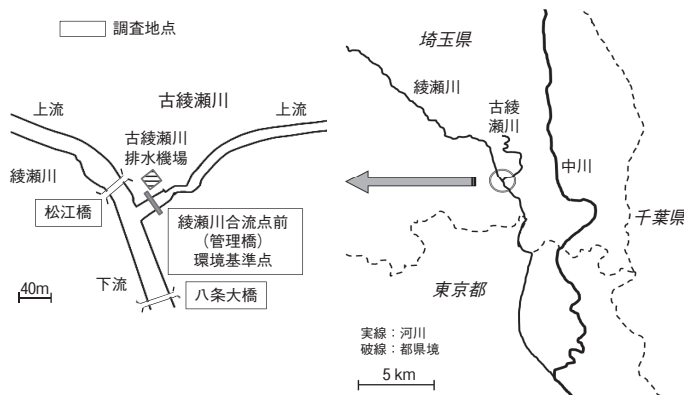 調査地点
古綾瀬川
上流
上流
古綾瀬川
排水機場
綾瀬川
松江橋
綾瀬川合流点前
（管理橋）
環境基準点
下流
八条大橋
40m
埼玉県
綾瀬川
古綾
瀬川
中川
千葉県
東京都
実線：河川
破線：都県境
5 km